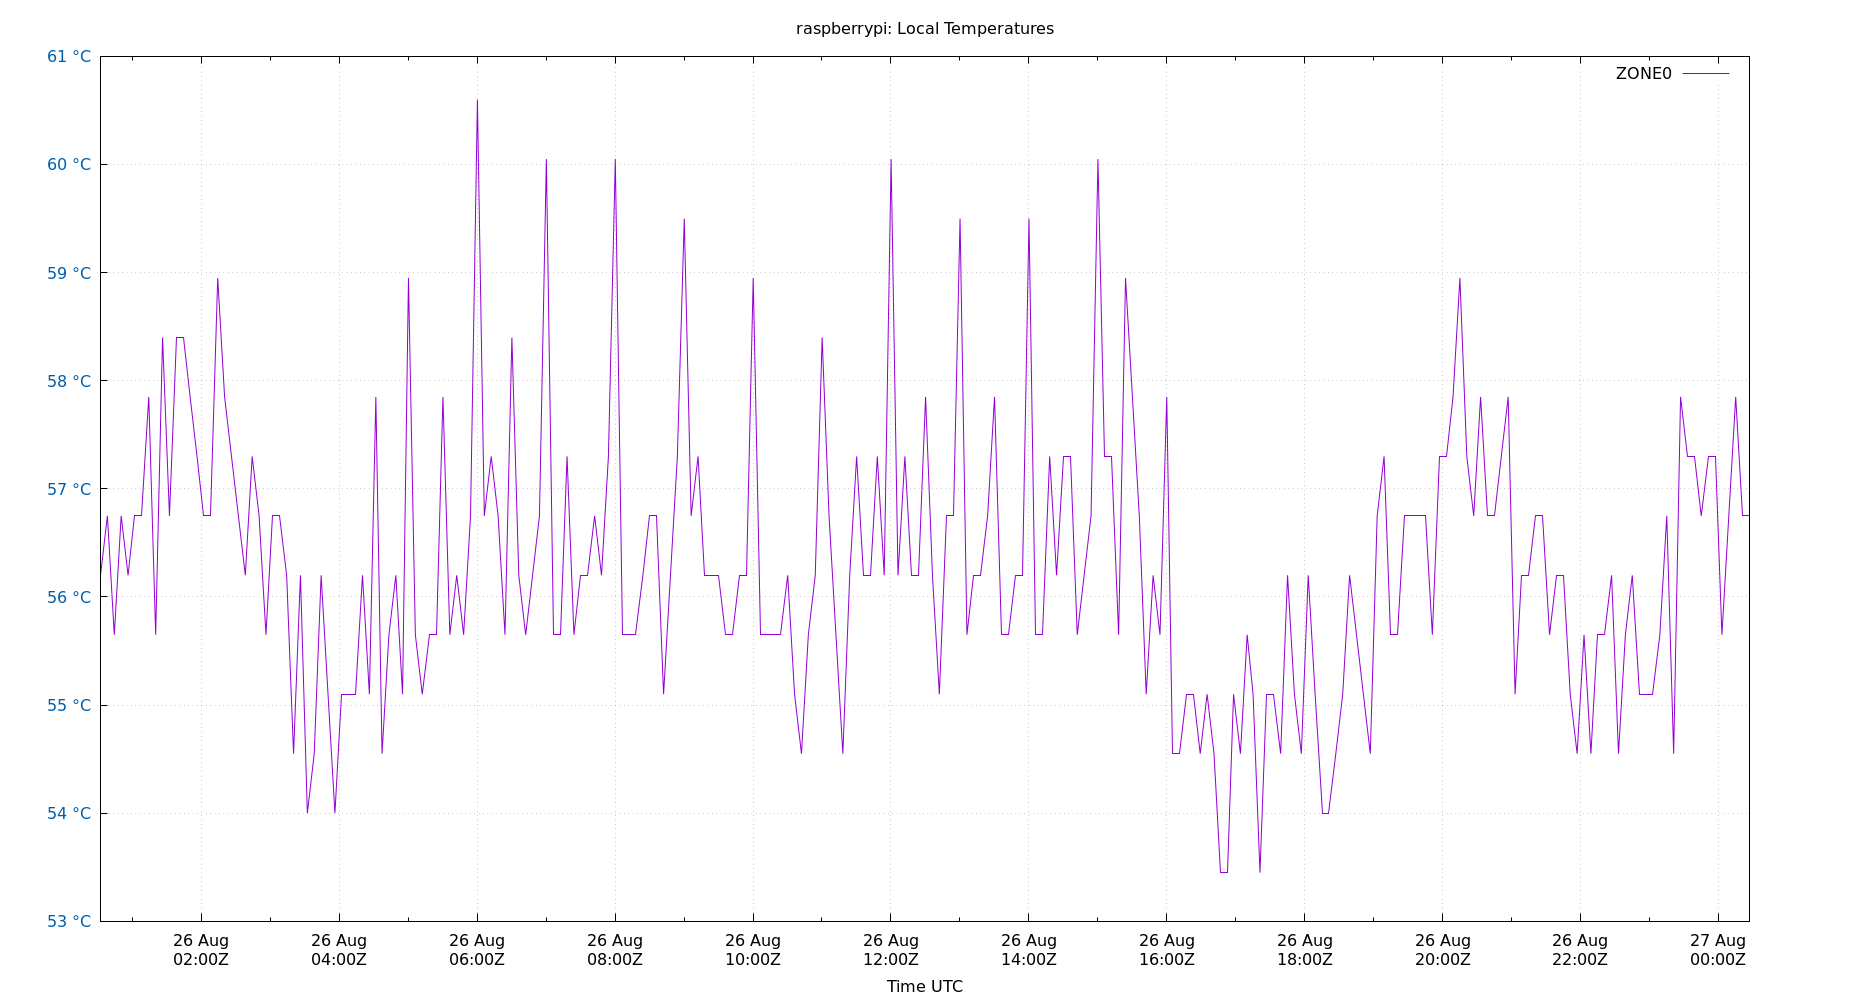 raspberrypi: Local Temperatures
61 °C
ZONE0
60 °C
59 °C
58 °C
57 °C
56 °C
55 °C
54 °C
53 °C
26 Aug 26 Aug 26 Aug 26 Aug 26 Aug 26 Aug 26 Aug 26 Aug 26 Aug 26 Aug 26 Aug 27 Aug
02:00Z 04:00Z 06:00Z 08:00Z 10:00Z 12:00Z 14:00Z 16:00Z 18:00Z 20:00Z 22:00Z 00:00Z
Time UTC